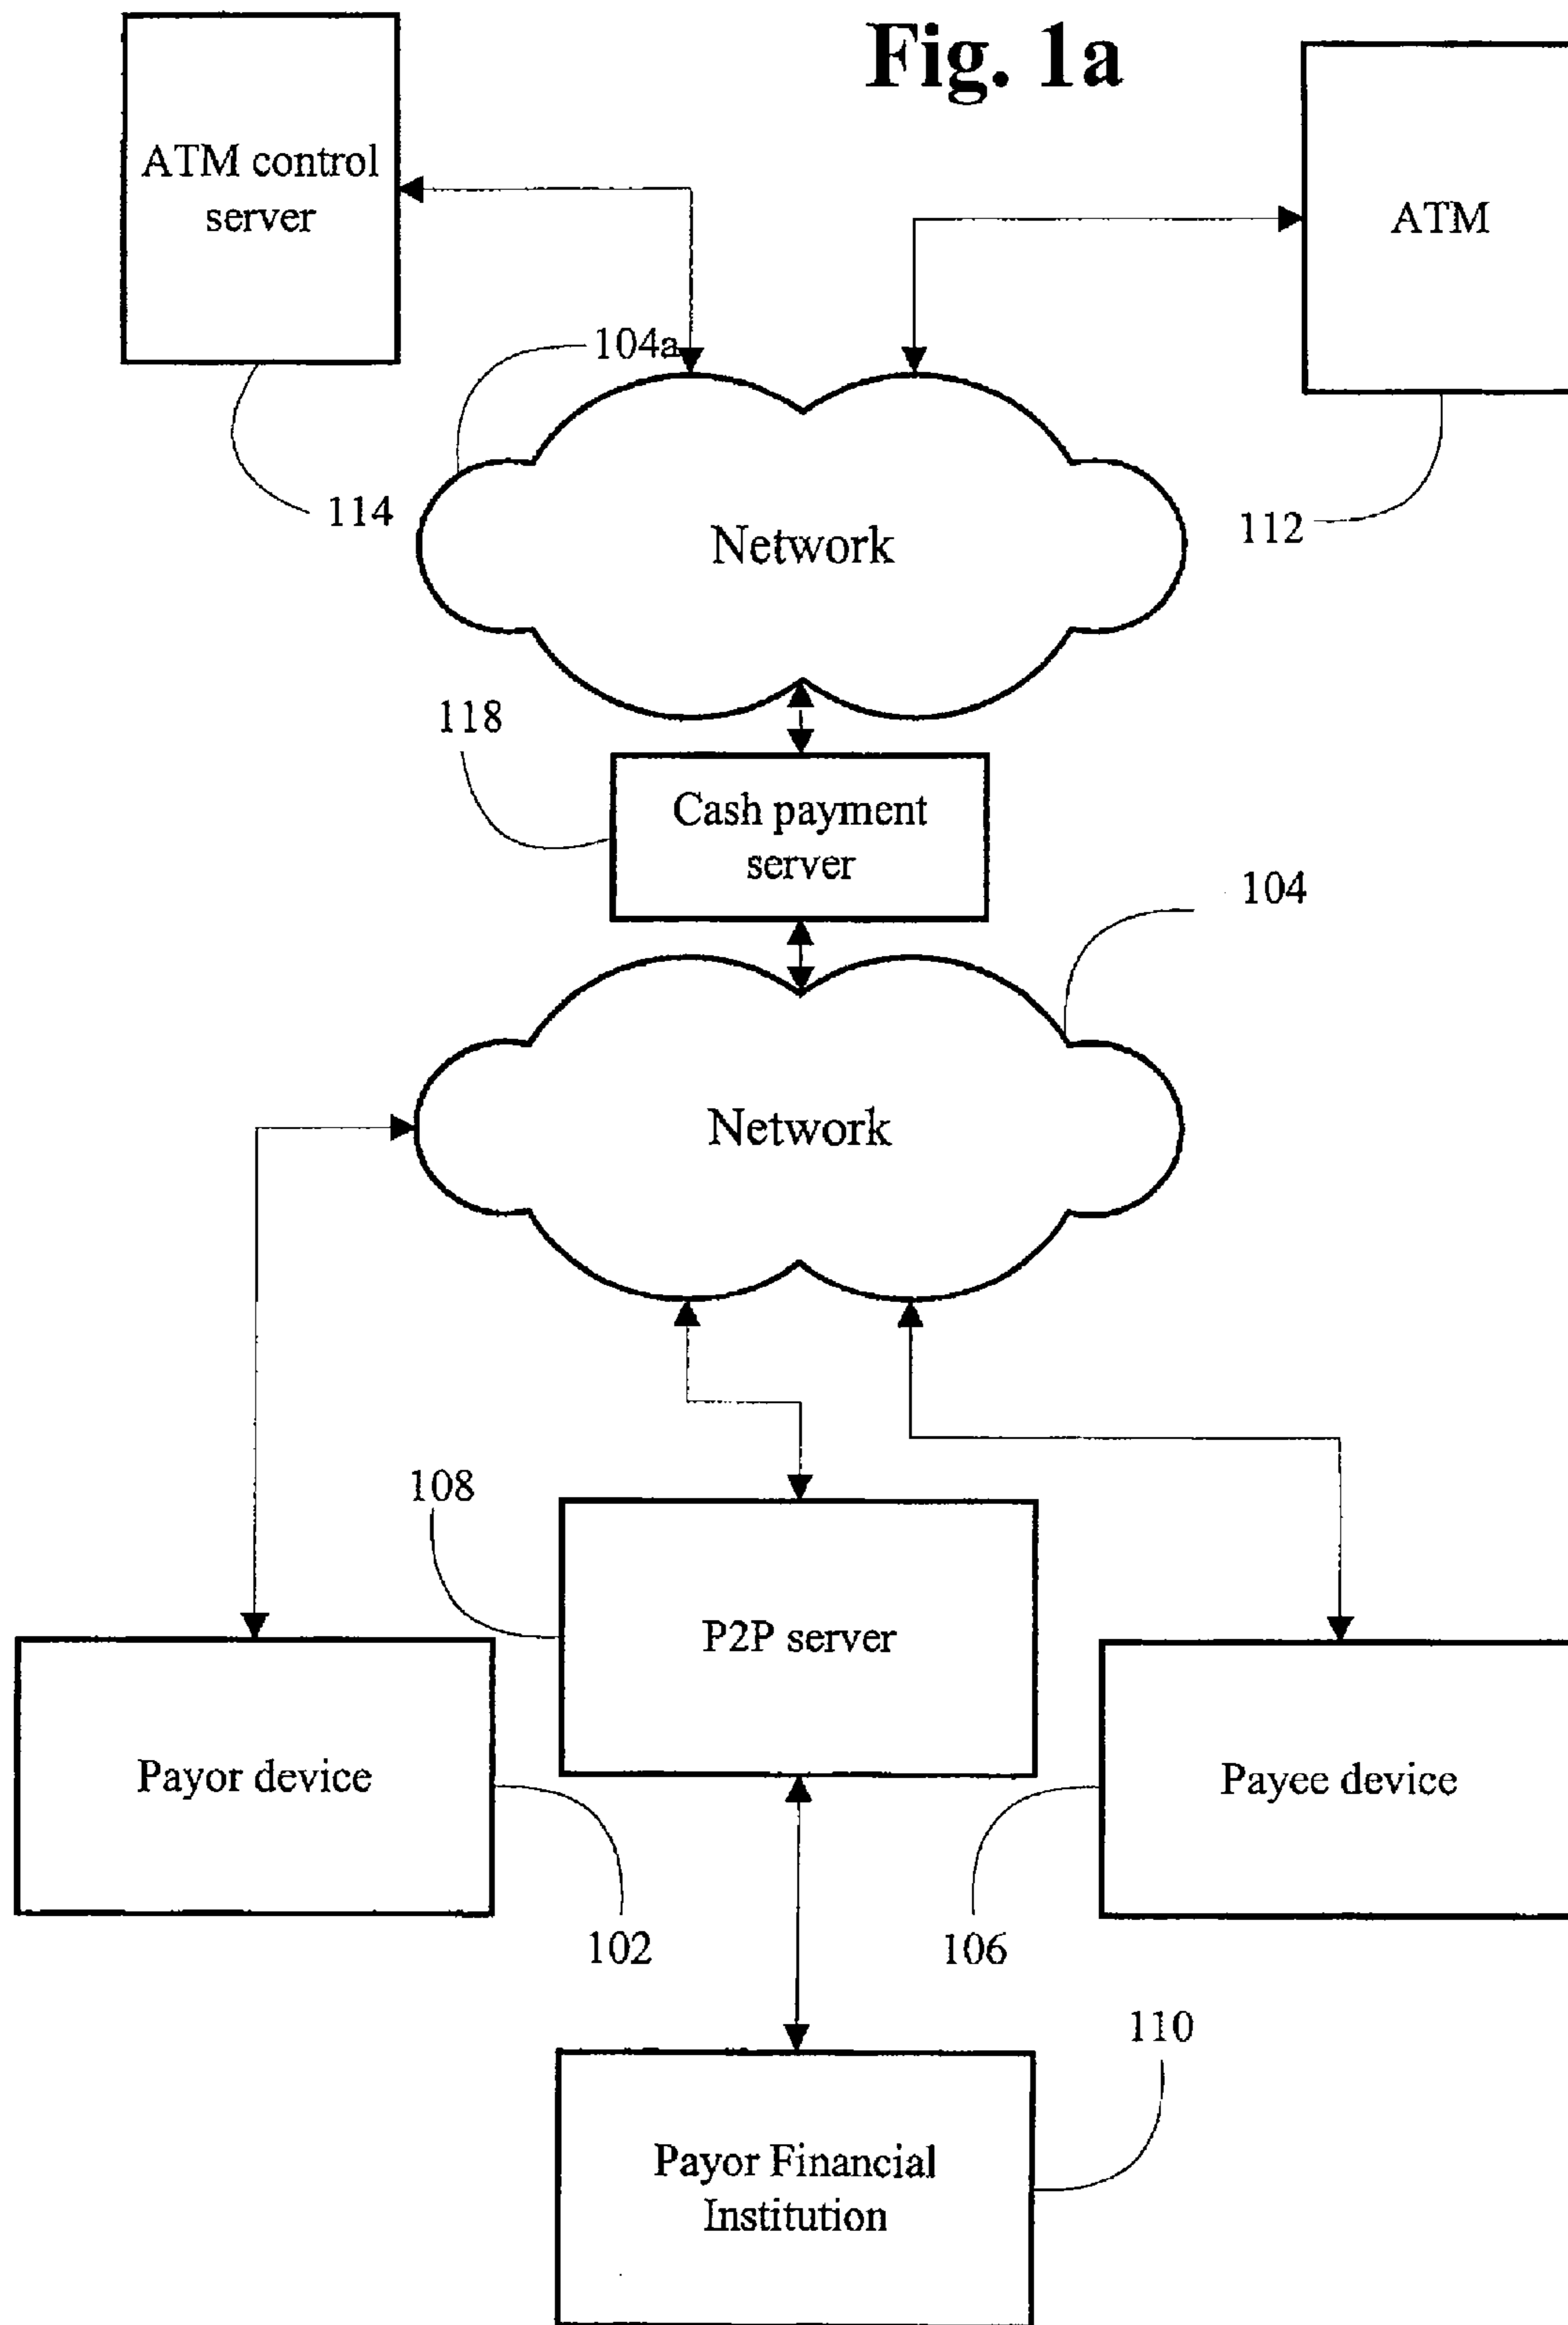 Fig. 1a
ATM control
server
ATM
104a
114
112
Network
118
Cash payment
server
104
Network
108
P2P server
Payor device
Payee device
102
106
110
Payor Financial
Institution